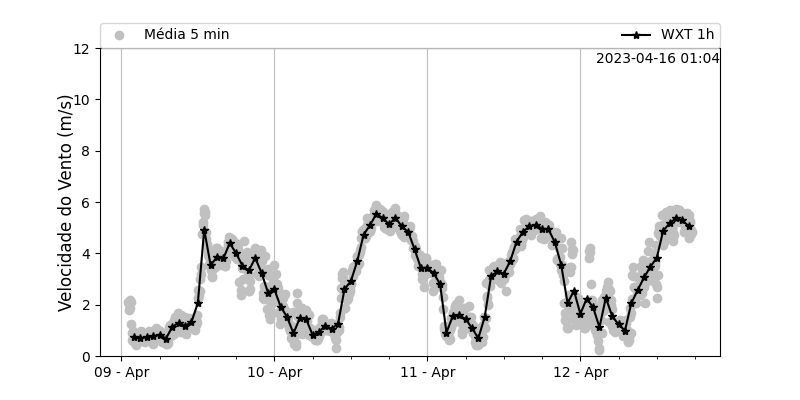 Média 5 min
WXT 1h
2023-04-16 01:04
Velocidade do Vento (m/s)
12
10
8
6
4
2
0
09 - Apr
10 - Apr
11 - Apr
12 - Apr